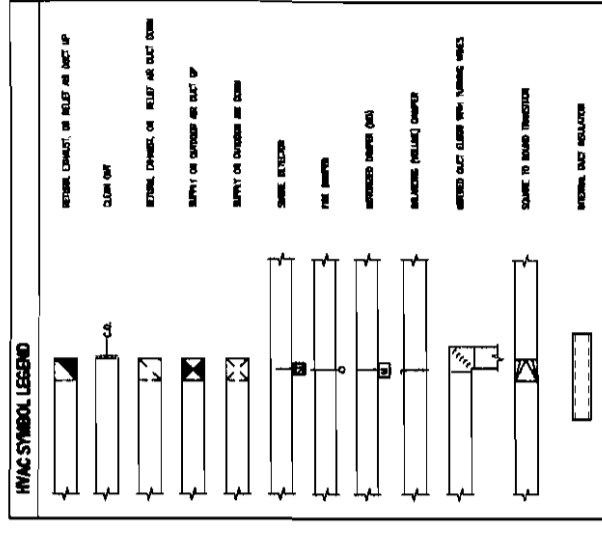 HVAC SYMBOL LEGEND
RETURN, EXHAUST, OR RELIEF AIR DUCT UP
C.O.
CLEAN OUT
RETURN, EXHAUST, OR RELIEF AIR DUCT DOWN
SUPPLY OR OUTDOOR AIR DUCT UP
SUPPLY OR OUTDOOR AIR DOWN
SMOKE DETECTOR
FIRE DAMPER
M
MOTORIZED DAMPER (MD)
BALANCING (VOLUME) DAMPER
MITERED DUCT ELBOW WITH TURNING VANES
SQUARE TO ROUND TRANSITION
INTERNAL DUCT INSULATION